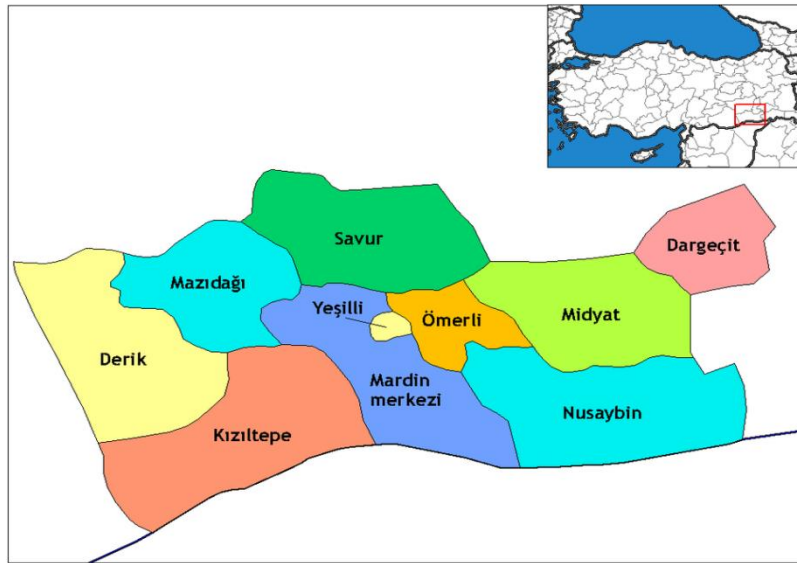 Savur
Dargeçit
Mazıdağı
Yeşilli
Ömerli
Midyat
Derik
Mardin
merkezi
Nusaybin
Kızıltepe